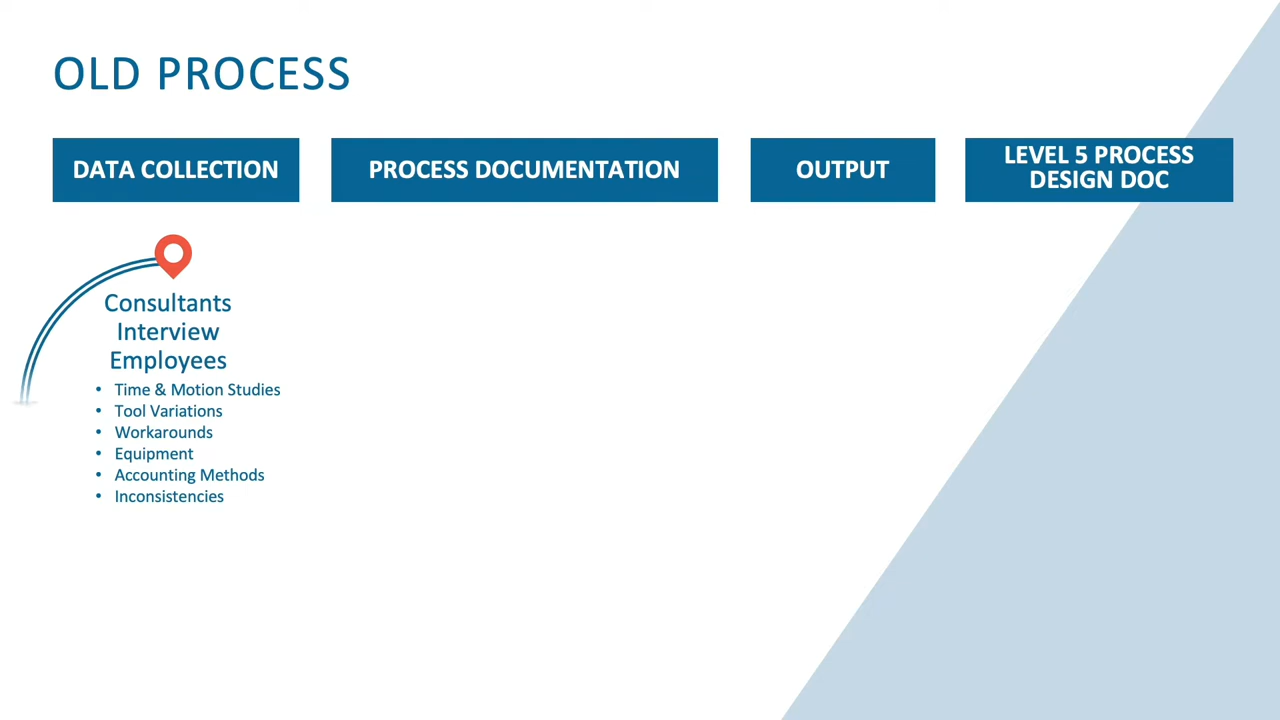 OLD PROCESS
DATA COLLECTION
PROCESS DOCUMENTATION
OUTPUT
LEVEL 5 PROCESS
DESIGN DOC
Consultants
Interview
Employees
• Time & Motion Studies
• Tool Variations
• Workarounds
• Equipment
• Accounting Methods
• Inconsistencies